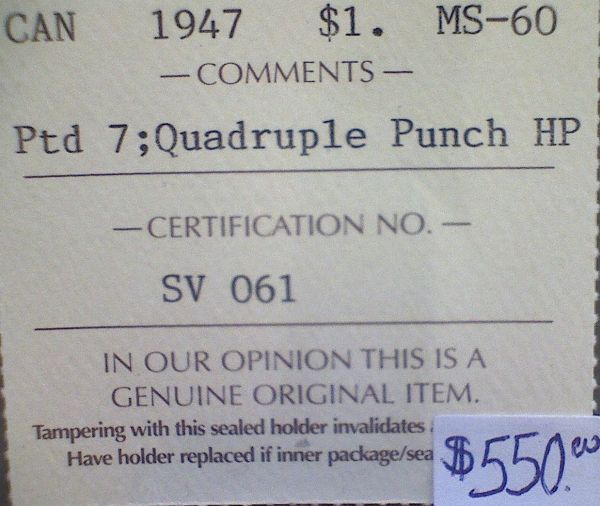 CAN 1947 $1. MS-60
— COMMENTS —
Ptd 7;Quadruple Punch HP
— CERTIFICATION NO. —
SV 061
IN OUR OPINION THIS IS A
GENUINE ORIGINAL ITEM.
Tampering with this sealed holder invalidates
Have holder replaced if inner package/sea
$550.00